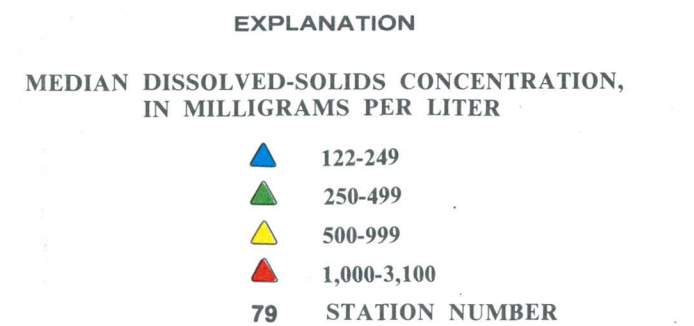 EXPLANATION
MEDIAN DISSOLVED-SOLIDS CONCENTRATION,
IN MILLIGRAMS PER LITER
122-249
250-499
500-999
1,000-3,100
79 STATION NUMBER